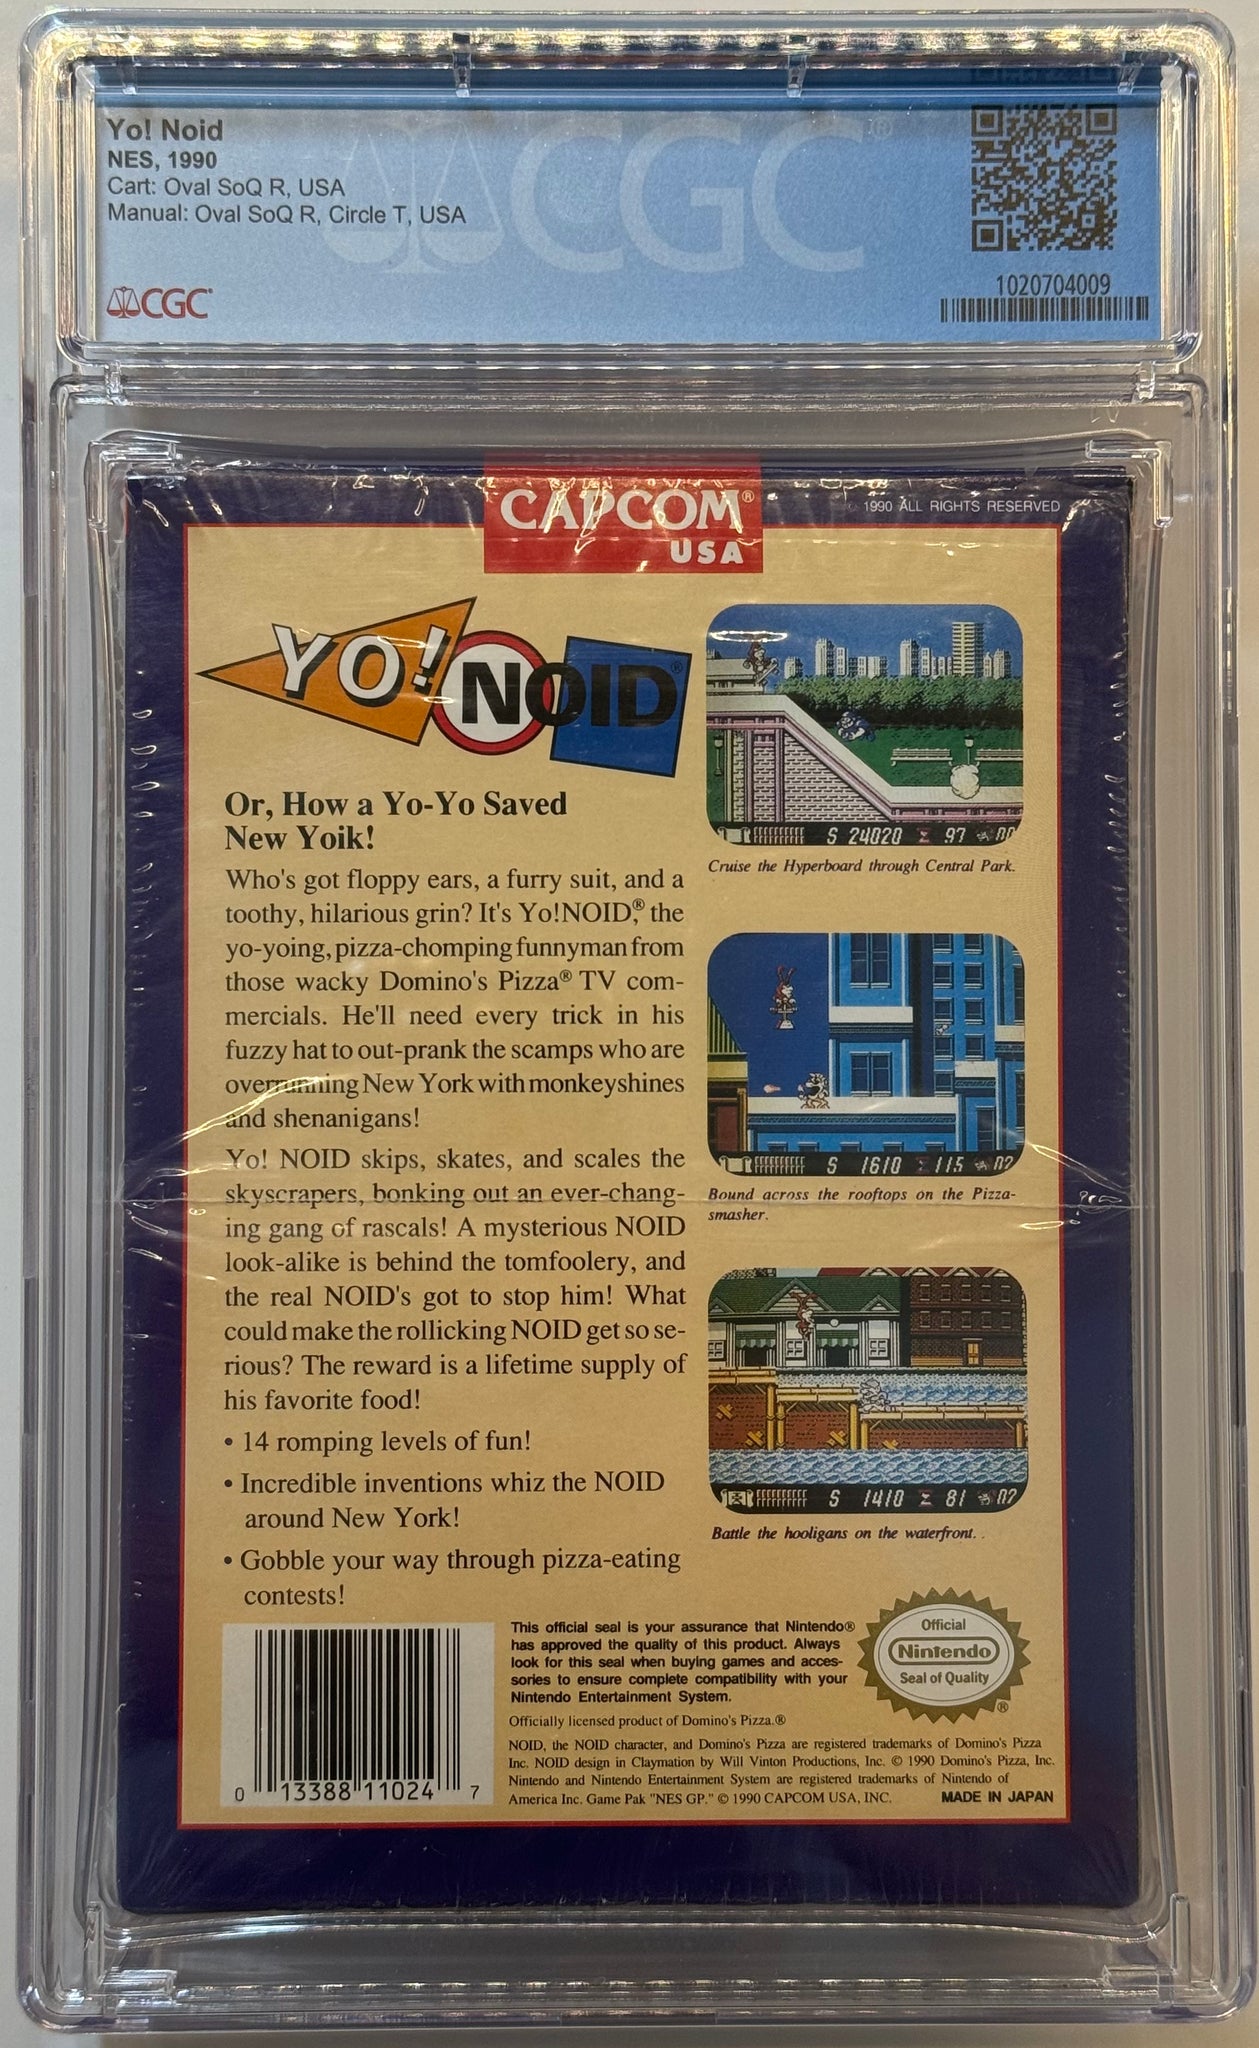 Yo! Noid
NES, 1990
Cart: Oval SoQ R, USA
Manual: Oval SoQ R, Circle T, USA
CGC®
CGC®
1020704009
CAPCOM®
USA
© 1990 ALL RIGHTS RESERVED
YO! NOID®
Or, How a Yo-Yo Saved
New Yoik!
Who's got floppy ears, a furry suit, and a
toothy, hilarious grin? It's Yo!NOID,® the
yo-yoing, pizza-chomping funnyman from
those wacky Domino's Pizza® TV com-
mercials. He'll need every trick in his
fuzzy hat to out-prank the scamps who are
overrunning New York with monkeyshines
and shenanigans!
Yo! NOID skips, skates, and scales the
skyscrapers, bonking out an ever-chang-
ing gang of rascals! A mysterious NOID
look-alike is behind the tomfoolery, and
the real NOID's got to stop him! What
could make the rollicking NOID get so se-
rious? The reward is a lifetime supply of
his favorite food!
• 14 romping levels of fun!
• Incredible inventions whiz the NOID
around New York!
• Gobble your way through pizza-eating
contests!
S 24020 97 00
Cruise the Hyperboard through Central Park.
S 1610 115 02
Bound across the rooftops on the Pizza-
smasher.
S 1410 81 02
Battle the hooligans on the waterfront. .
0 13388 11024 7
This official seal is your assurance that Nintendo®
has approved the quality of this product. Always
look for this seal when buying games and acces-
sories to ensure complete compatibility with your
Nintendo Entertainment System.
Official
Nintendo
Seal of Quality
®
Officially licensed product of Domino's Pizza.®
NOID, the NOID character, and Domino's Pizza are registered trademarks of Domino's Pizza
Inc. NOID design in Claymation by Will Vinton Productions, Inc. © 1990 Domino's Pizza, Inc.
Nintendo and Nintendo Entertainment System are registered trademarks of Nintendo of
America Inc. Game Pak "NES GP." © 1990 CAPCOM USA, INC.
MADE IN JAPAN